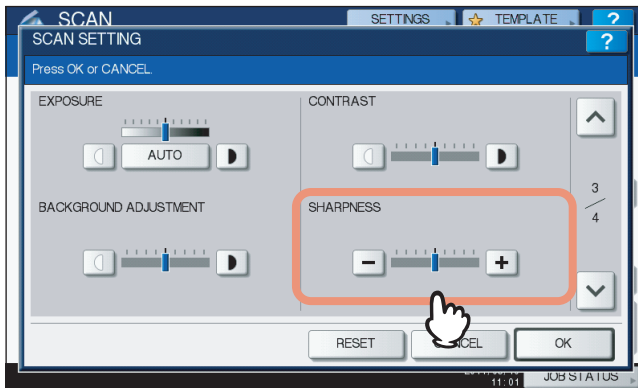 SCAN
SETTINGS
TEMPLATE
?
SCAN SETTING
?
Press OK or CANCEL.
EXPOSURE
CONTRAST
AUTO
3
4
BACKGROUND ADJUSTMENT
SHARPNESS
RESET
OK
11:01
JOB STATUS